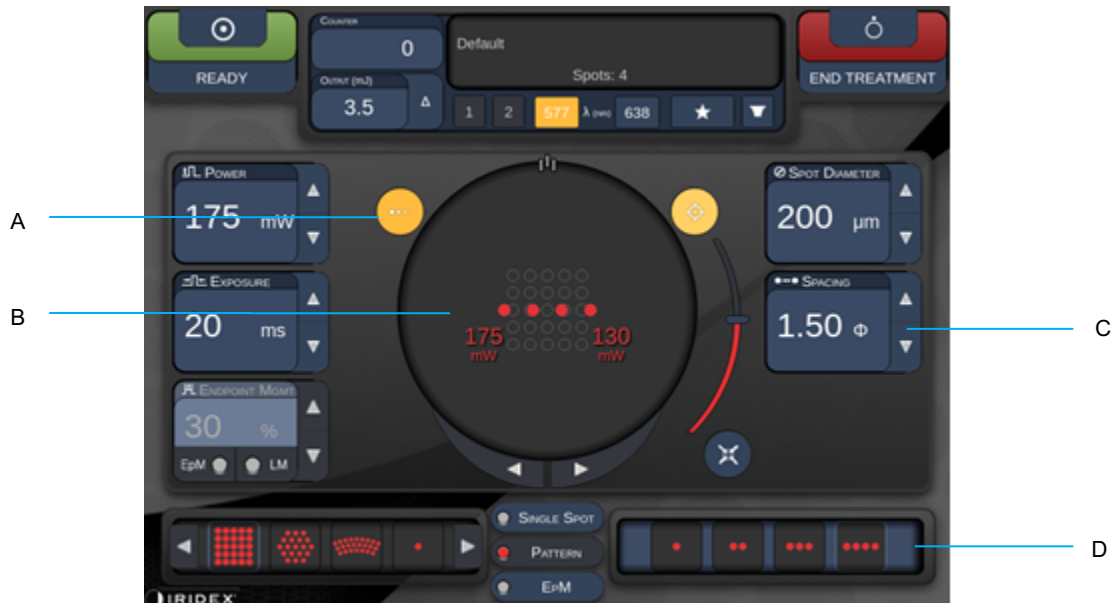 COUNTER
0
Default
Spots: 4
READY
END TREATMENT
OUTPUT (mJ)
3.5
Δ
1 2 577 λ (nm) 638
POWER
175 mW
SPOT DIAMETER
200 µm
A
EXPOSURE
20 ms
SPACING
1.50 Φ
B
C
175 mW
130 mW
ENDPOINT MGMT
30 %
EpM LM
SINGLE SPOT
PATTERN
EPM
D
IRIDEX